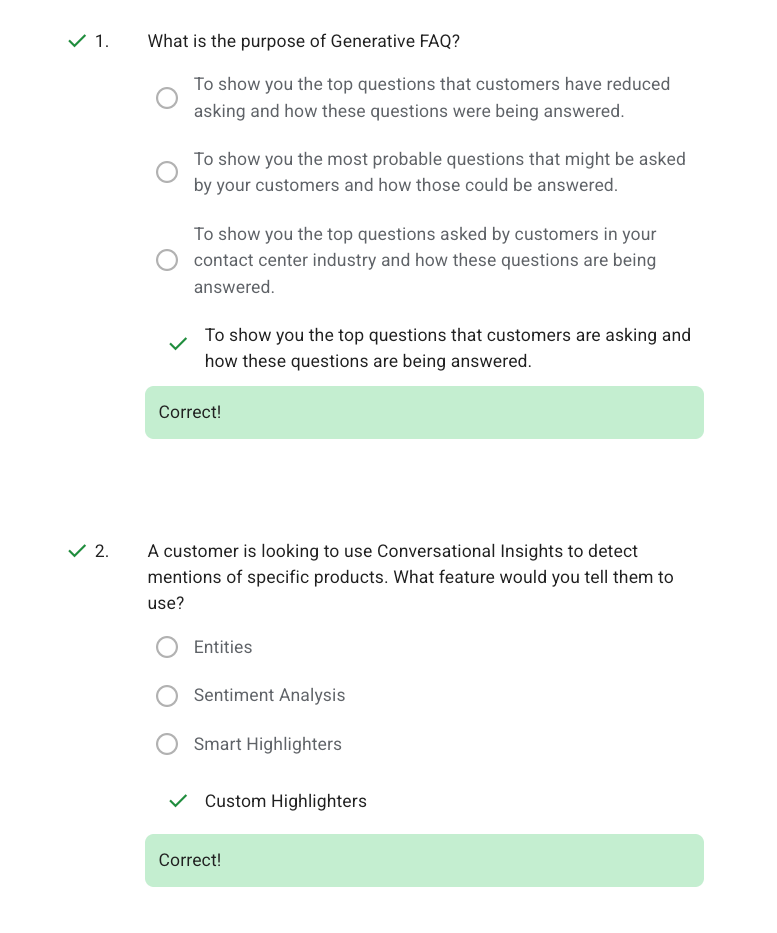 1. What is the purpose of Generative FAQ?
To show you the top questions that customers have reduced
asking and how these questions were being answered.
To show you the most probable questions that might be asked
by your customers and how those could be answered.
To show you the top questions asked by customers in your
contact center industry and how these questions are being
answered.
To show you the top questions that customers are asking and
how these questions are being answered.
Correct!
2. A customer is looking to use Conversational Insights to detect
mentions of specific products. What feature would you tell them to
use?
Entities
Sentiment Analysis
Smart Highlighters
Custom Highlighters
Correct!